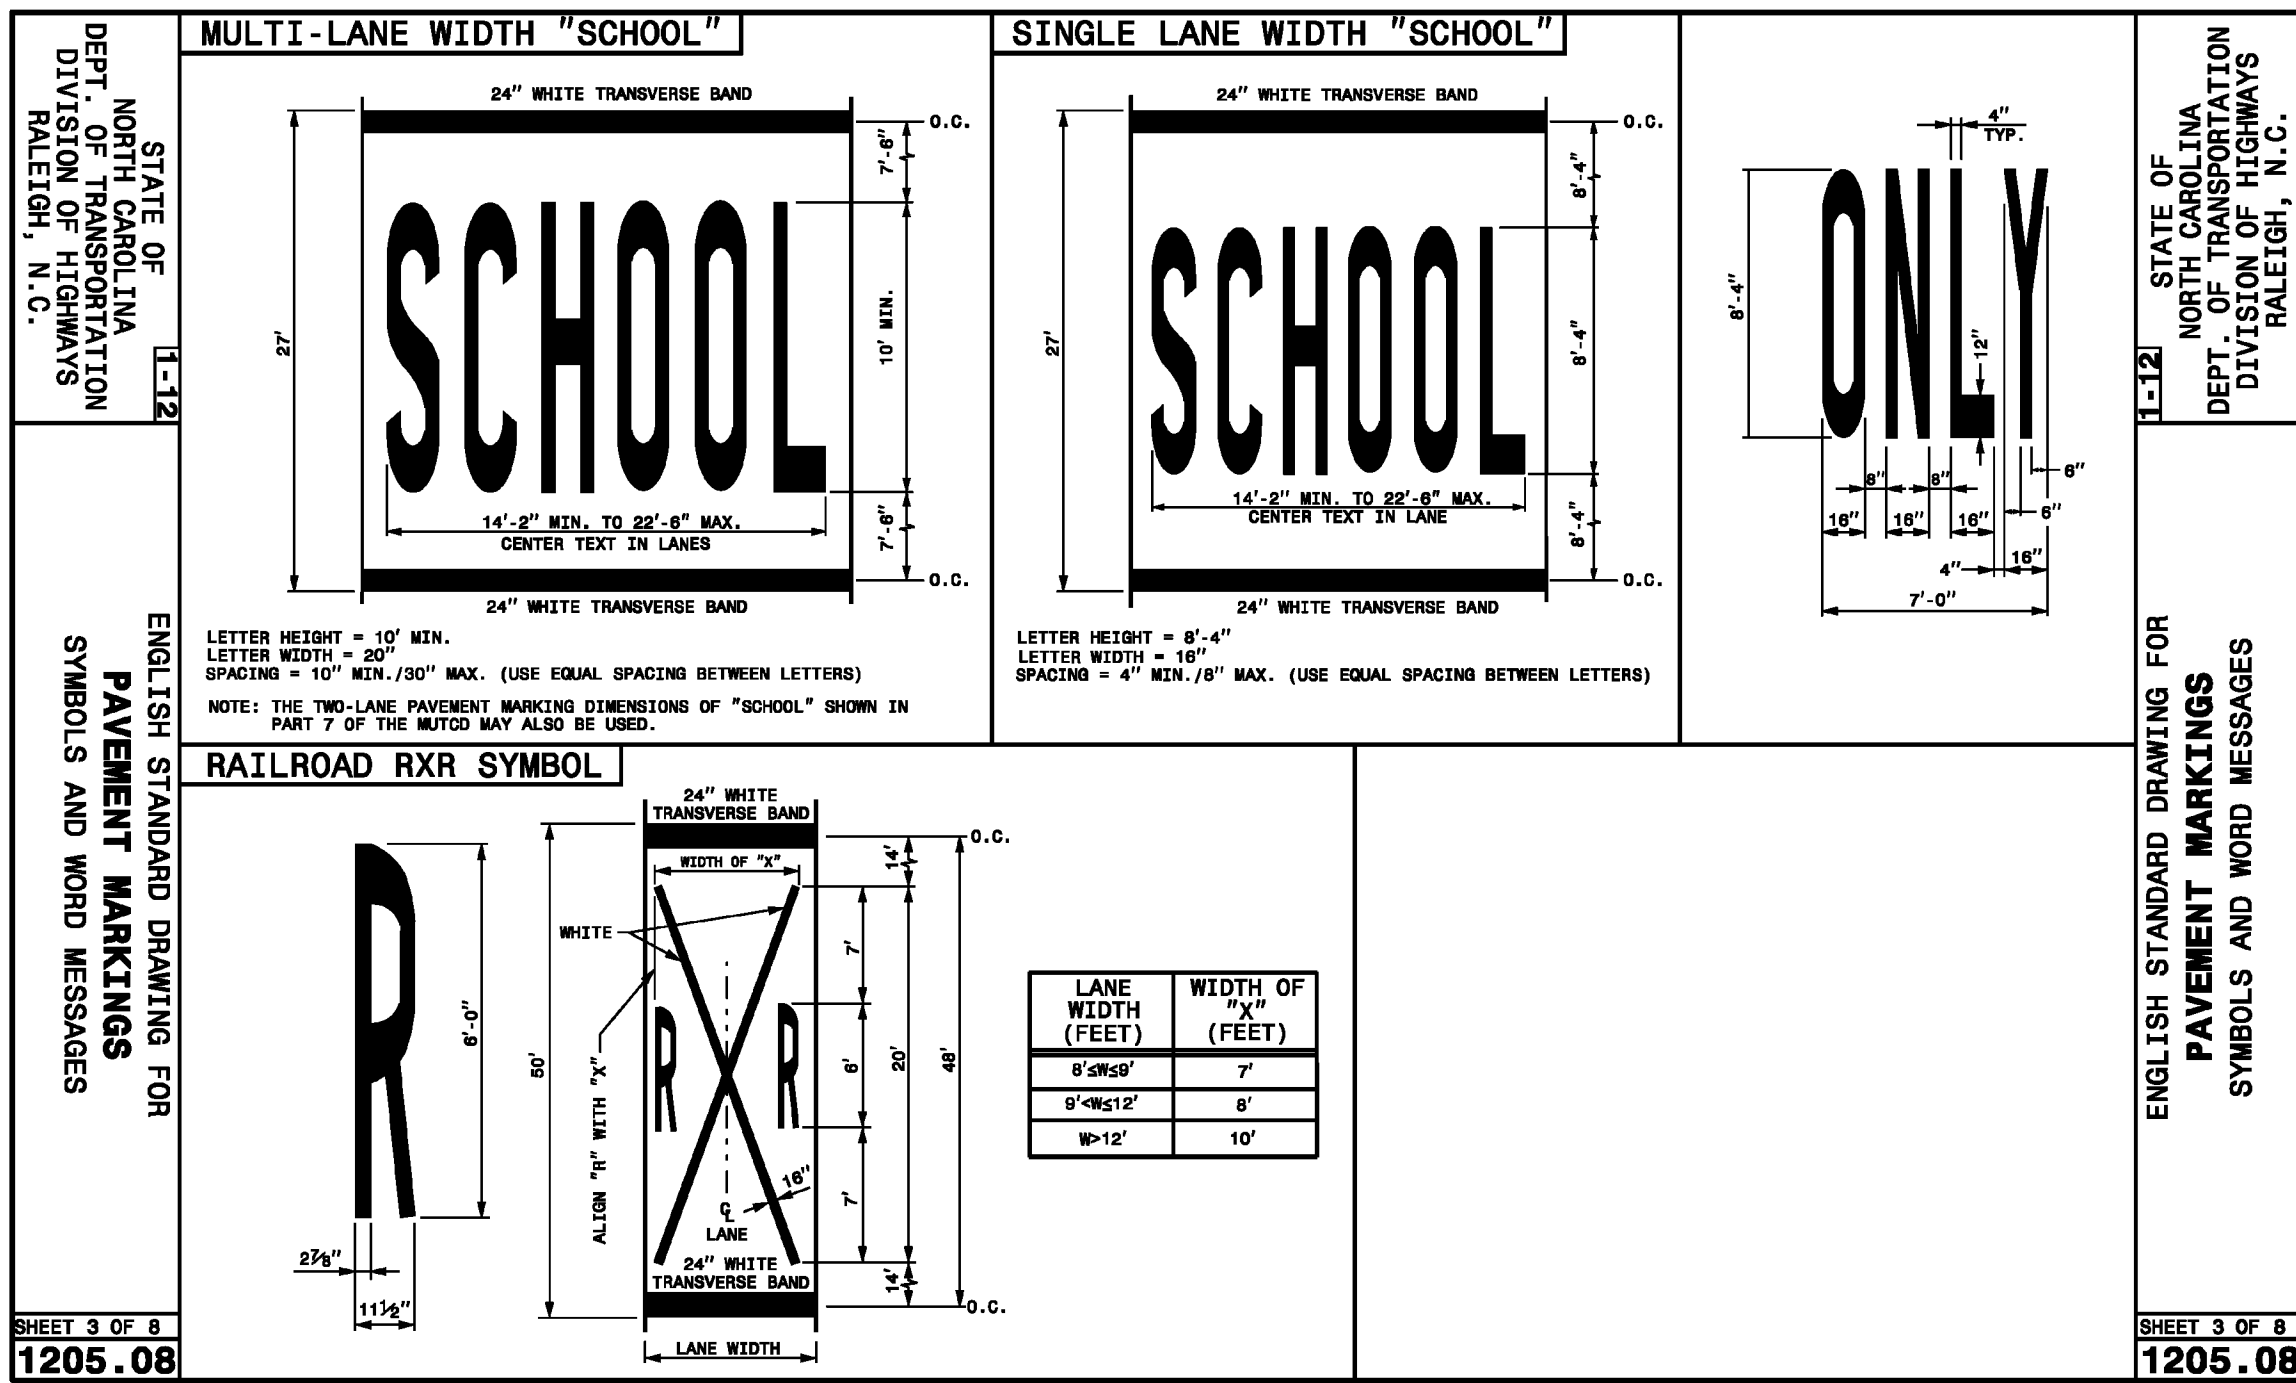 STATE OF
NORTH CAROLINA
DEPT. OF TRANSPORTATION
DIVISION OF HIGHWAYS
RALEIGH, N.C.
1-12
ENGLISH STANDARD DRAWING FOR
PAVEMENT MARKINGS
SYMBOLS AND WORD MESSAGES
SHEET 3 OF 8
1205.08
MULTI-LANE WIDTH "SCHOOL"
24" WHITE TRANSVERSE BAND
O.C.
7'-6"
27'
SCHOOL
10' MIN.
14'-2" MIN. TO 22'-6" MAX.
CENTER TEXT IN LANES
7'-6"
O.C.
24" WHITE TRANSVERSE BAND
LETTER HEIGHT = 10' MIN.
LETTER WIDTH = 20"
SPACING = 10" MIN./30" MAX. (USE EQUAL SPACING BETWEEN LETTERS)
NOTE: THE TWO-LANE PAVEMENT MARKING DIMENSIONS OF "SCHOOL" SHOWN IN
PART 7 OF THE MUTCD MAY ALSO BE USED.
SINGLE LANE WIDTH "SCHOOL"
24" WHITE TRANSVERSE BAND
O.C.
8'-4"
27'
SCHOOL
8'-4"
14'-2" MIN. TO 22'-6" MAX.
CENTER TEXT IN LANE
8'-4"
O.C.
24" WHITE TRANSVERSE BAND
LETTER HEIGHT = 8'-4"
LETTER WIDTH = 16"
SPACING = 4" MIN./8" MAX. (USE EQUAL SPACING BETWEEN LETTERS)
4"
TYP.
8'-4"
ONLY
12"
6"
8" 8"
6"
16" 16" 16"
4" 16"
7'-0"
RAILROAD RXR SYMBOL
R
6'-0"
2⅞"
11½"
24" WHITE
TRANSVERSE BAND
O.C.
WIDTH OF "X"
14'
WHITE
7'
50'
ALIGN "R" WITH "X"
R X R
6'
20'
48'
7'
16"
CL
LANE
24" WHITE
TRANSVERSE BAND
14'
O.C.
LANE WIDTH
LANE WIDTH (FEET) WIDTH OF "X" (FEET)
8'≤W≤9' 7'
9'<W≤12' 8'
W>12' 10'
STATE OF
NORTH CAROLINA
DEPT. OF TRANSPORTATION
DIVISION OF HIGHWAYS
RALEIGH, N.C.
1-12
ENGLISH STANDARD DRAWING FOR
PAVEMENT MARKINGS
SYMBOLS AND WORD MESSAGES
SHEET 3 OF 8
1205.08